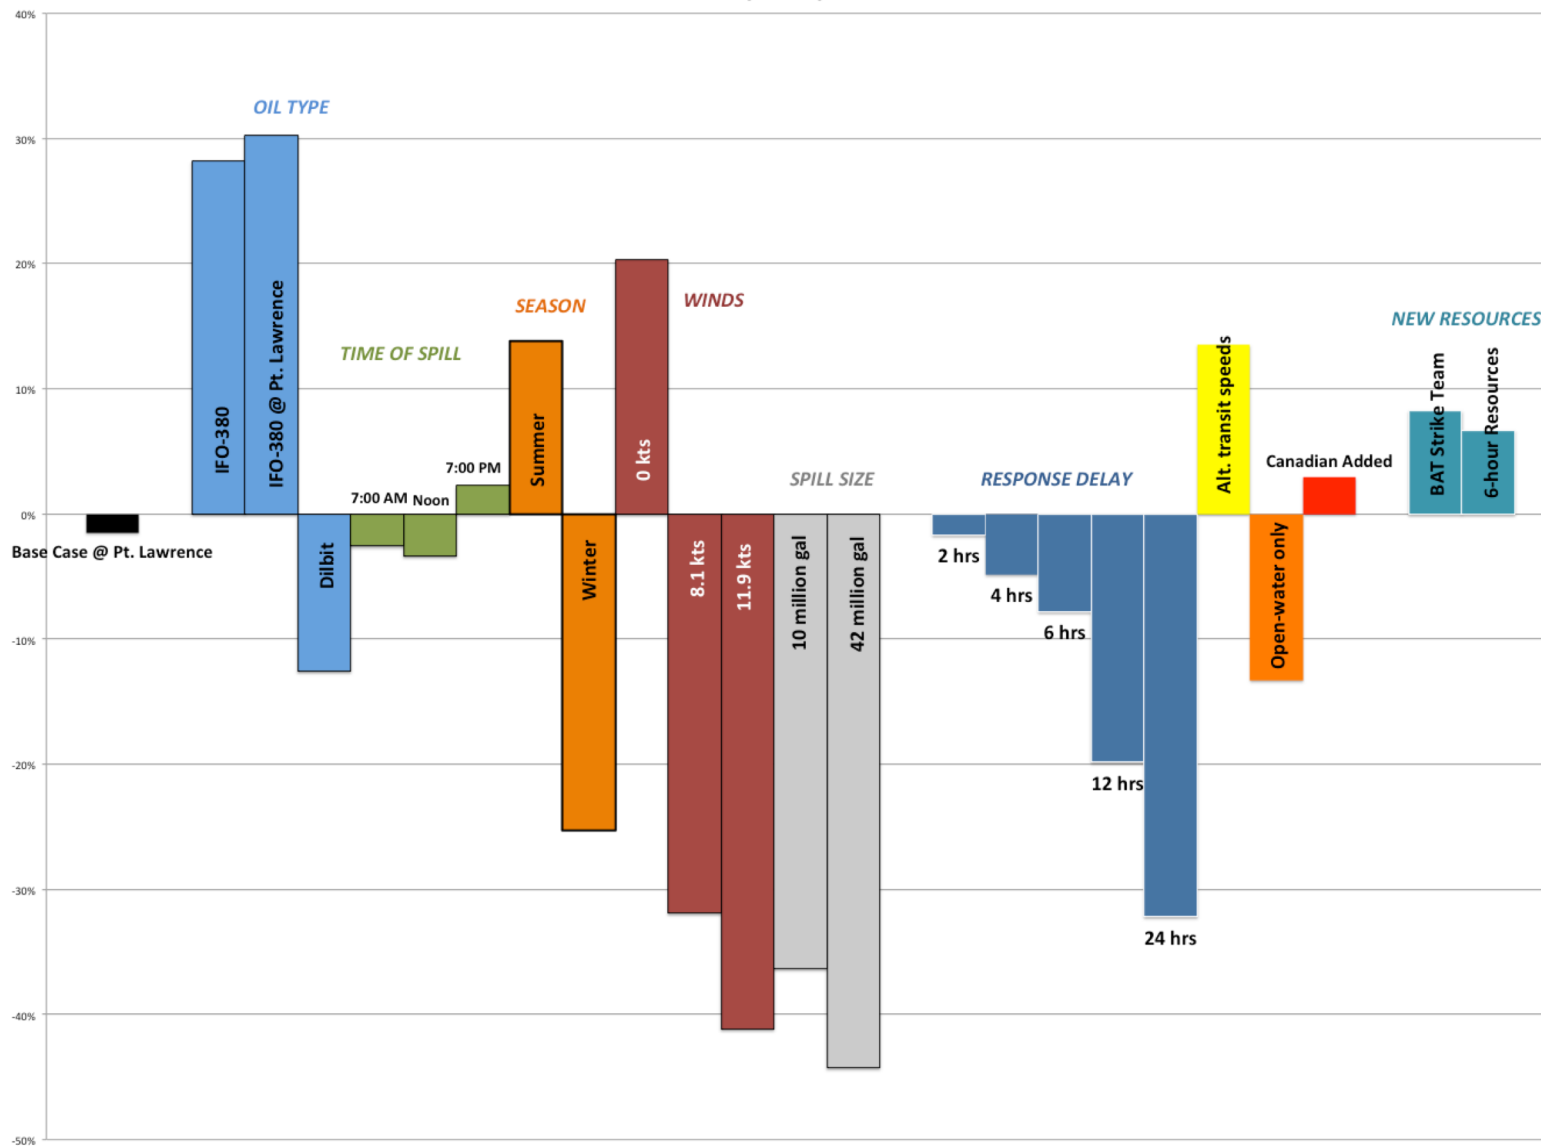 40%
30%
20%
10%
0%
-10%
-20%
-30%
-40%
-50%
OIL TYPE
TIME OF SPILL
SEASON
WINDS
SPILL SIZE
RESPONSE DELAY
NEW RESOURCES
Base Case @ Pt. Lawrence
IFO-380
IFO-380 @ Pt. Lawrence
Dilbit
7:00 AM
Noon
7:00 PM
Summer
Winter
0 kts
8.1 kts
11.9 kts
10 million gal
42 million gal
2 hrs
4 hrs
6 hrs
12 hrs
24 hrs
Alt. transit speeds
Open-water only
Canadian Added
BAT Strike Team
6-hour Resources